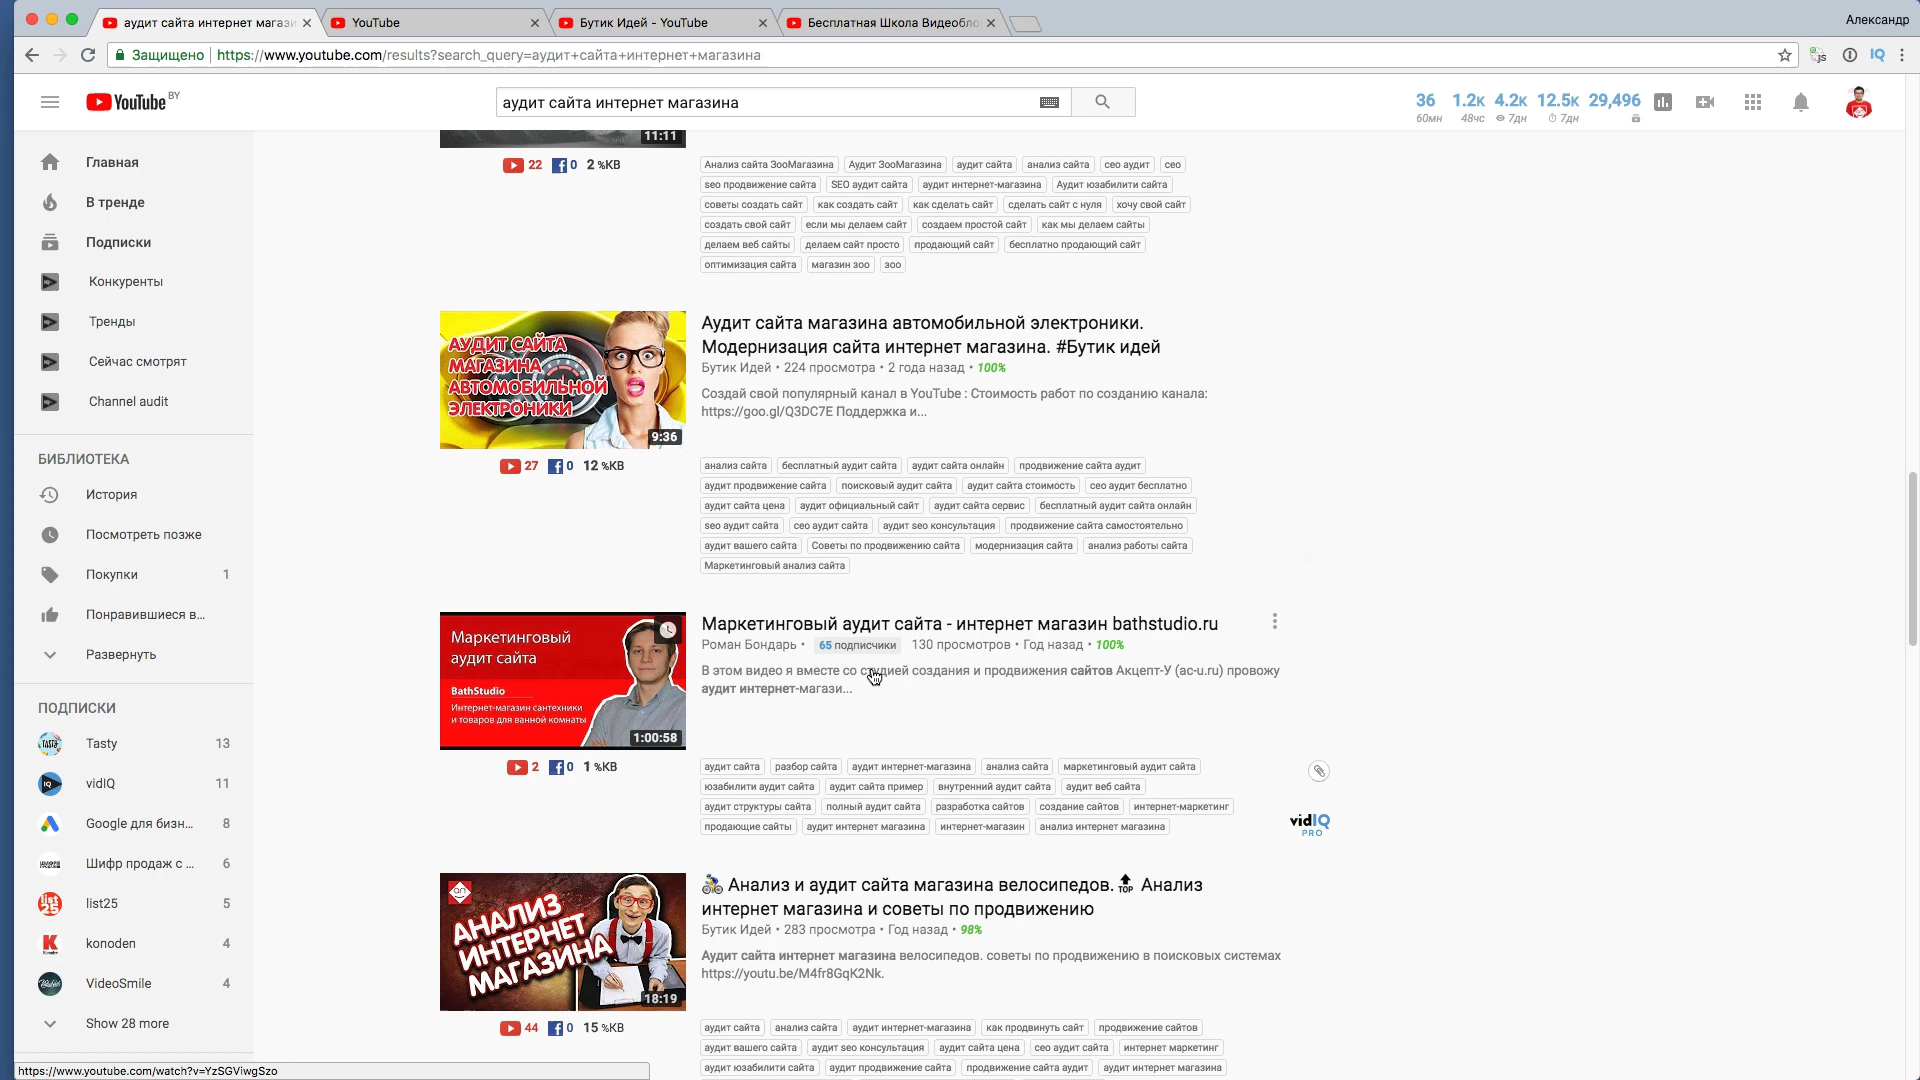 аудит сайта интернет магази
YouTube
Бутик Идей - YouTube
Бесплатная Школа Видеобло
Александр
Защищено
https://www.youtube.com/results?search_query=аудит+сайта+интернет+магазина
YouTube BY
аудит сайта интернет магазина
36 1.2к 4.2к 12.5к 29,496
60мн 48чс 7дн 7дн
Главная
В тренде
Подписки
Конкуренты
Тренды
Сейчас смотрят
Channel audit
БИБЛИОТЕКА
История
Посмотреть позже
Покупки 1
Понравившиеся в...
Развернуть
ПОДПИСКИ
Tasty 13
vidIQ 11
Google для бизн... 8
Шифр продаж с ... 6
list25 5
konoden 4
VideoSmile 4
Show 28 more
11:11
22 0 2 %KB
Анализ сайта ЗооМагазина Аудит ЗооМагазина аудит сайта анализ сайта сео аудит сео
seo продвижение сайта SEO аудит сайта аудит интернет-магазина Аудит юзабилити сайта
советы создать сайт как создать сайт как сделать сайт сделать сайт с нуля хочу свой сайт
создать свой сайт если мы делаем сайт создаем простой сайт как мы делаем сайты
делаем веб сайты делаем сайт просто продающий сайт бесплатно продающий сайт
оптимизация сайта магазин зоо зоо
АУДИТ САЙТА
МАГАЗИНА
АВТОМОБИЛЬНОЙ
ЭЛЕКТРОНИКИ
9:36
27 0 12 %KB
Аудит сайта магазина автомобильной электроники.
Модернизация сайта интернет магазина. #Бутик идей
Бутик Идей • 224 просмотра • 2 года назад • 100%
Создай свой популярный канал в YouTube : Стоимость работ по созданию канала:
https://goo.gl/Q3DC7E Поддержка и...
анализ сайта бесплатный аудит сайта аудит сайта онлайн продвижение сайта аудит
аудит продвижение сайта поисковый аудит сайта аудит сайта стоимость сео аудит бесплатно
аудит сайта цена аудит официальный сайт аудит сайта сервис бесплатный аудит сайта онлайн
seo аудит сайта сео аудит сайта аудит seo консультация продвижение сайта самостоятельно
аудит вашего сайта Советы по продвижению сайта модернизация сайта анализ работы сайта
Маркетинговый анализ сайта
Маркетинговый
аудит сайта
BathStudio
Интернет-магазин сантехники
и товаров для ванной комнаты
1:00:58
2 0 1 %KB
Маркетинговый аудит сайта - интернет магазин bathstudio.ru
Роман Бондарь • 65 подписчики 130 просмотров • Год назад • 100%
В этом видео я вместе со студией создания и продвижения сайтов Акцепт-У (ac-u.ru) провожу
аудит интернет-магази...
аудит сайта разбор сайта аудит интернет-магазина анализ сайта маркетинговый аудит сайта
юзабилити аудит сайта аудит сайта пример внутренний аудит сайта аудит веб сайта
аудит структуры сайта полный аудит сайта разработка сайтов создание сайтов интернет-маркетинг
продающие сайты аудит интернет магазина интернет-магазин анализ интернет магазина
vidIQ
PRO
АНАЛИЗ
ИНТЕРНЕТ
МАГАЗИНА
18:19
44 0 15 %KB
Анализ и аудит сайта магазина велосипедов. TOP Анализ
интернет магазина и советы по продвижению
Бутик Идей • 283 просмотра • Год назад • 98%
Аудит сайта интернет магазина велосипедов. советы по продвижению в поисковых системах
https://youtu.be/M4fr8GqK2Nk.
аудит сайта анализ сайта аудит интернет-магазина как продвинуть сайт продвижение сайтов
аудит вашего сайта аудит seo консультация аудит сайта цена сео аудит сайта интернет маркетинг
аудит юзабилити сайта аудит продвижение сайта продвижение сайта аудит аудит интернет магазина
https://www.youtube.com/watch?v=YzSGViwgSzo